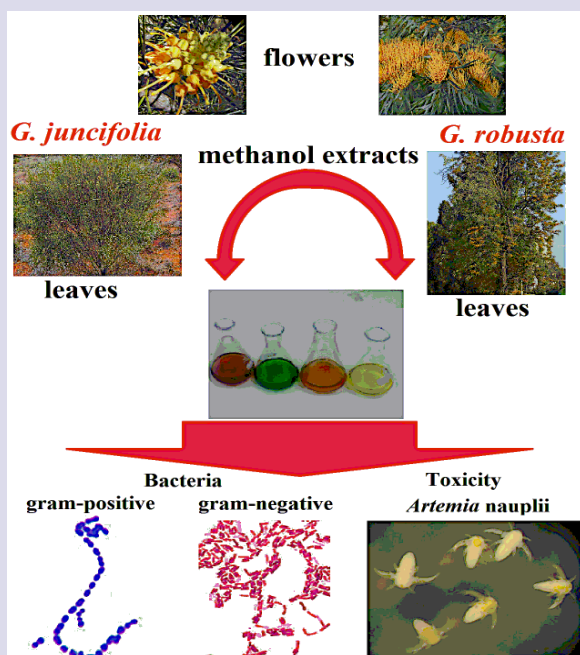 flowers
G. juncifolia
G. robusta
methanol extracts
leaves
leaves
Bacteria
gram-positive
gram-negative
Toxicity
Artemia nauplii